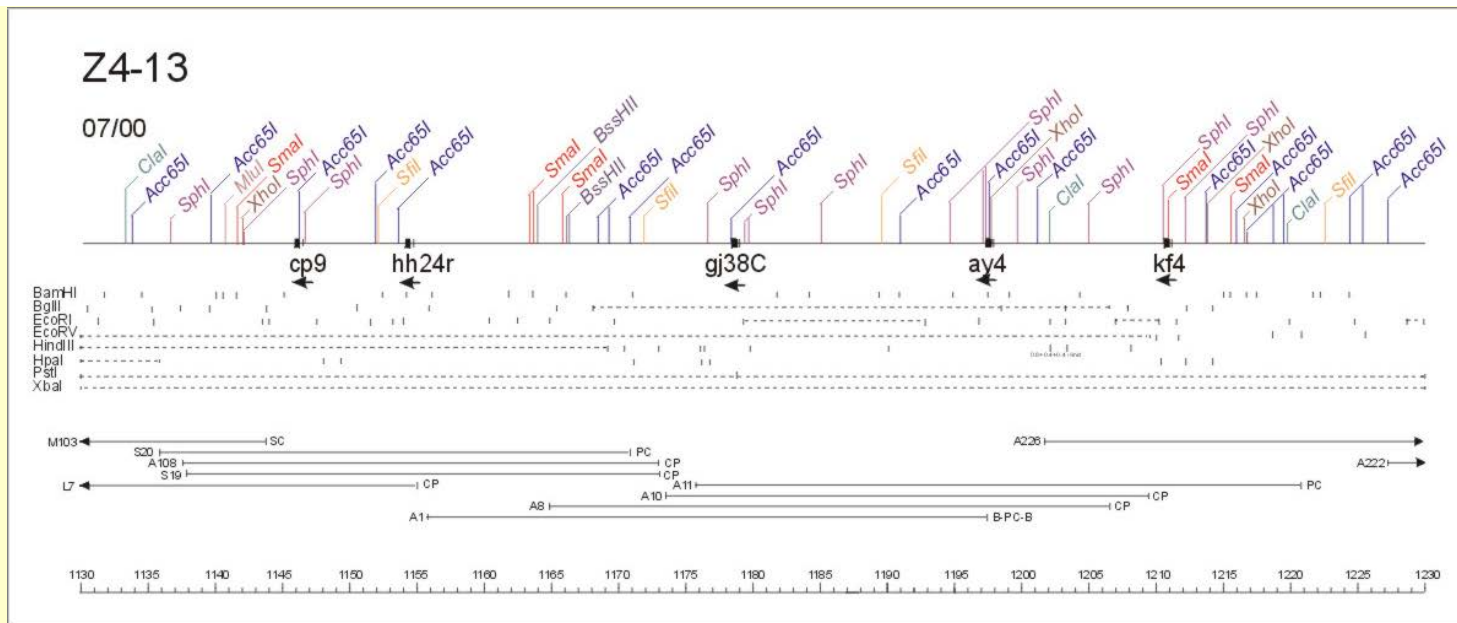 Z4-13
07/00
ClaI
Acc65I
SphI
Acc65I
MluI
XhoI
SmaI
SphI
Acc65I
SphI
Acc65I
SfiI
Acc65I
SmaI
BssHII
SmaI
BssHII
Acc65I
Acc65I
SfiI
SphI
Acc65I
SphI
SphI
SfiI
Acc65I
SphI
Acc65I
XhoI
SphI
Acc65I
ClaI
SphI
SphI
SmaI
SphI
Acc65I
XhoI
SmaI
Acc65I
XhoI
Acc65I
ClaI
SfiI
Acc65I
Acc65I
cp9 hh24r gj38C ay4 kf4
BamHI
BglII
EcoRI
EcoRV
HindIII
HpaI
PstI
XbaI
M103 SC A226
S20 PC
A108 CP A222
S19 CP
L7 CP A11 PC
A10 CP
A8 CP
A1 B-PC-B
1130 1135 1140 1145 1150 1155 1160 1165 1170 1175 1180 1185 1190 1195 1200 1205 1210 1215 1220 1225 1230